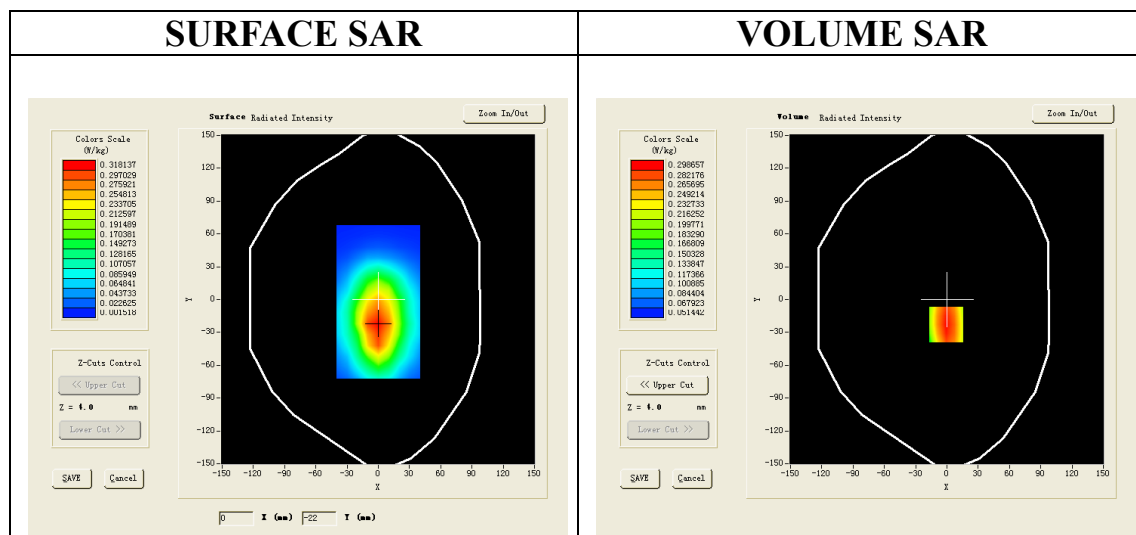 SURFACE SAR
VOLUME SAR
Surface Radiated Intensity
Zoom In/Out
Colors Scale
(W/kg)
0.318137
0.297029
0.275921
0.254813
0.233705
0.212597
0.191489
0.170381
0.149273
0.128165
0.107057
0.085949
0.064841
0.043733
0.022625
0.001518
150
120
90
60
30
0
-30
-60
-90
-120
-150
Y
-150 -120 -90 -60 -30 0 30 60 90 120 150
X
Z-Cuts Control
<< Upper Cut
Z = 4.0 mm
Lower Cut >>
SAVE Cancel
0 X (mm) -22 Y (mm)
Volume Radiated Intensity
Zoom In/Out
Colors Scale
(W/kg)
0.298657
0.282176
0.265695
0.249214
0.232733
0.216252
0.199771
0.183290
0.166809
0.150328
0.133847
0.117366
0.100885
0.084404
0.067923
0.051442
150
120
90
60
30
0
-30
-60
-90
-120
-150
Y
-150 -120 -90 -60 -30 0 30 60 90 120 150
X
Z-Cuts Control
<< Upper Cut
Z = 4.0 mm
Lower Cut >>
SAVE Cancel